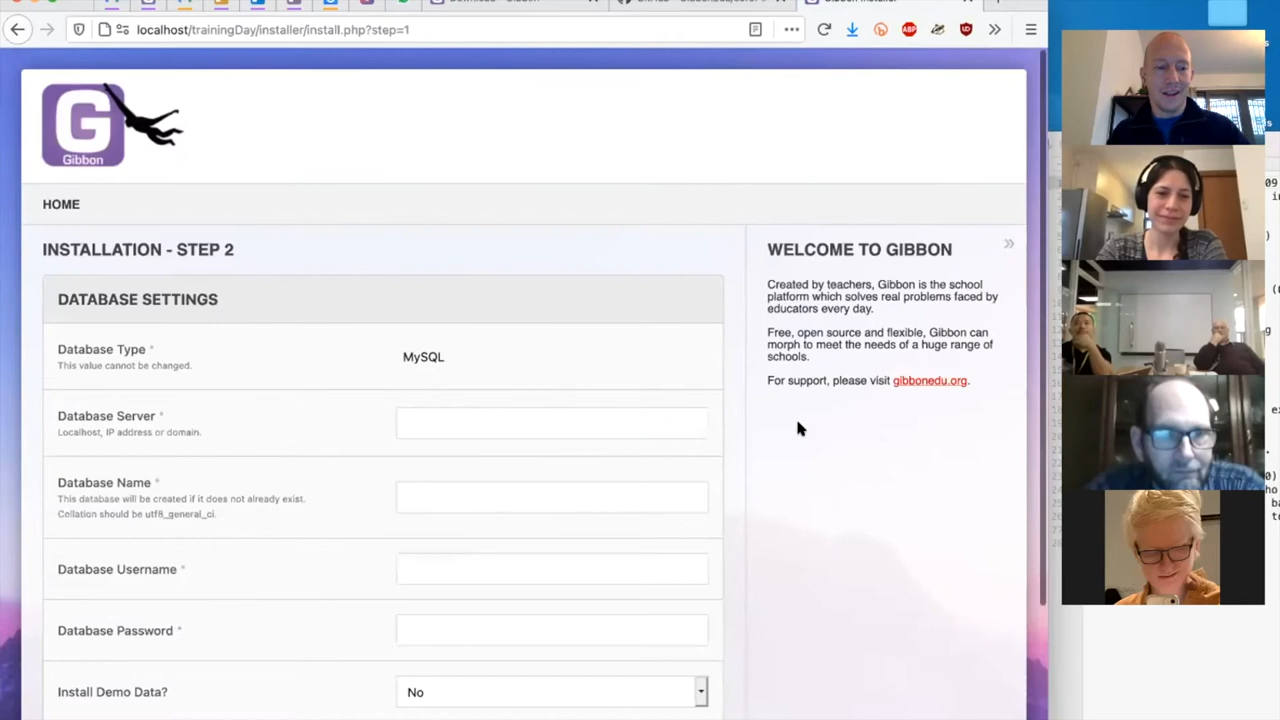 localhost/trainingDay/installer/install.php?step=1
ABP
G
Gibbon
HOME
INSTALLATION - STEP 2
DATABASE SETTINGS
Database Type *
This value cannot be changed.
MySQL
Database Server *
Localhost, IP address or domain.
Database Name *
This database will be created if it does not already exist.
Collation should be utf8_general_ci.
Database Username *
Database Password *
Install Demo Data?
No
WELCOME TO GIBBON
Created by teachers, Gibbon is the school
platform which solves real problems faced by
educators every day.
Free, open source and flexible, Gibbon can
morph to meet the needs of a huge range of
schools.
For support, please visit gibbonedu.org.